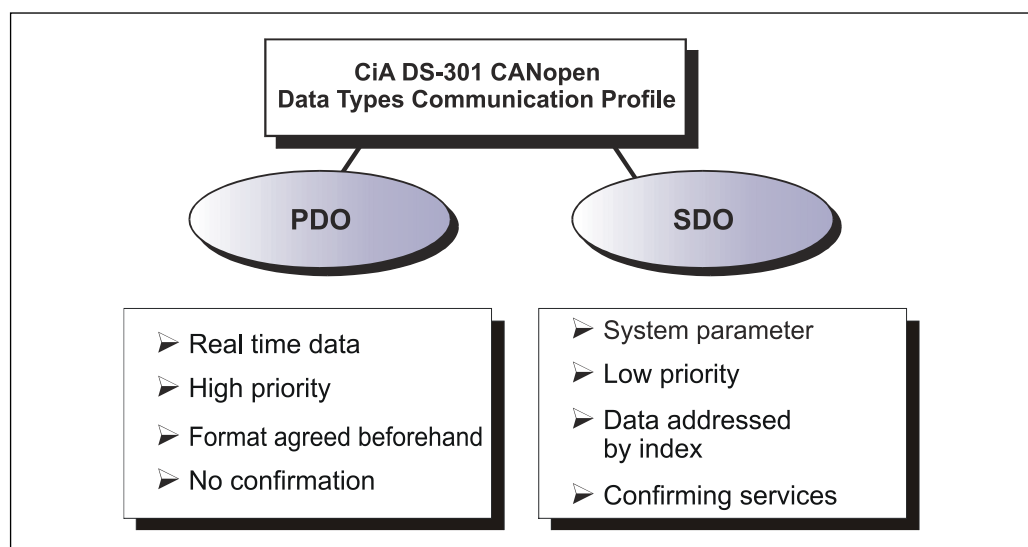 CiA DS-301 CANopen
Data Types Communication Profile
PDO
SDO
Real time data
High priority
Format agreed beforehand
No confirmation
System parameter
Low priority
Data addressed
by index
Confirming services